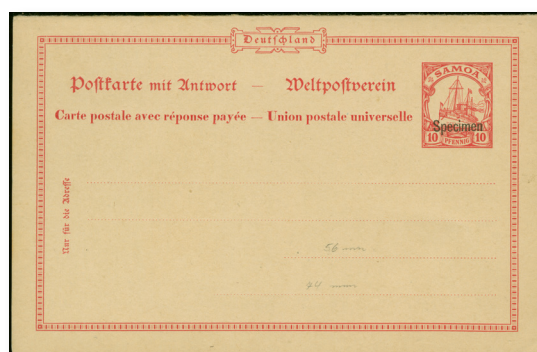 Deutschland
Postkarte mit Antwort — Weltpostverein
Carte postale avec réponse payée — Union postale universelle
SAMOA
Specimen
10 PFENNIG 10
Nur für die Adresse
56 mm
94 mm